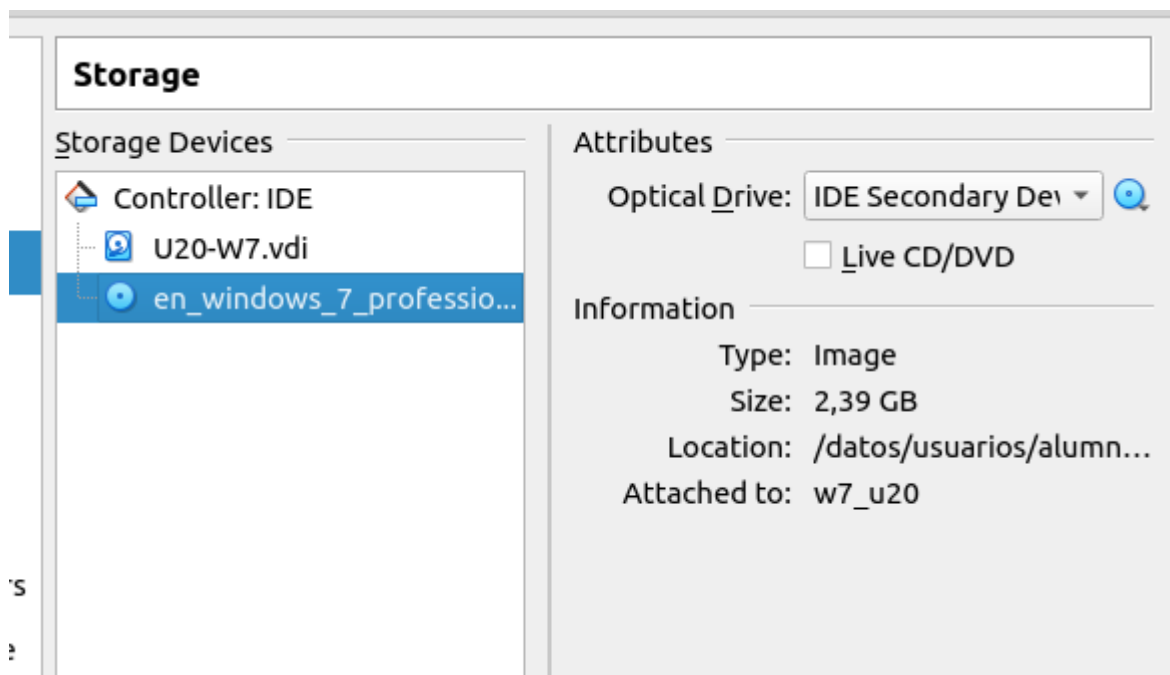 Storage
Storage Devices
Controller: IDE
U20-W7.vdi
en_windows_7_professio...
Attributes
Optical Drive: IDE Secondary Dev
Live CD/DVD
Information
Type: Image
Size: 2,39 GB
Location: /datos/usuarios/alumn...
Attached to: w7_u20